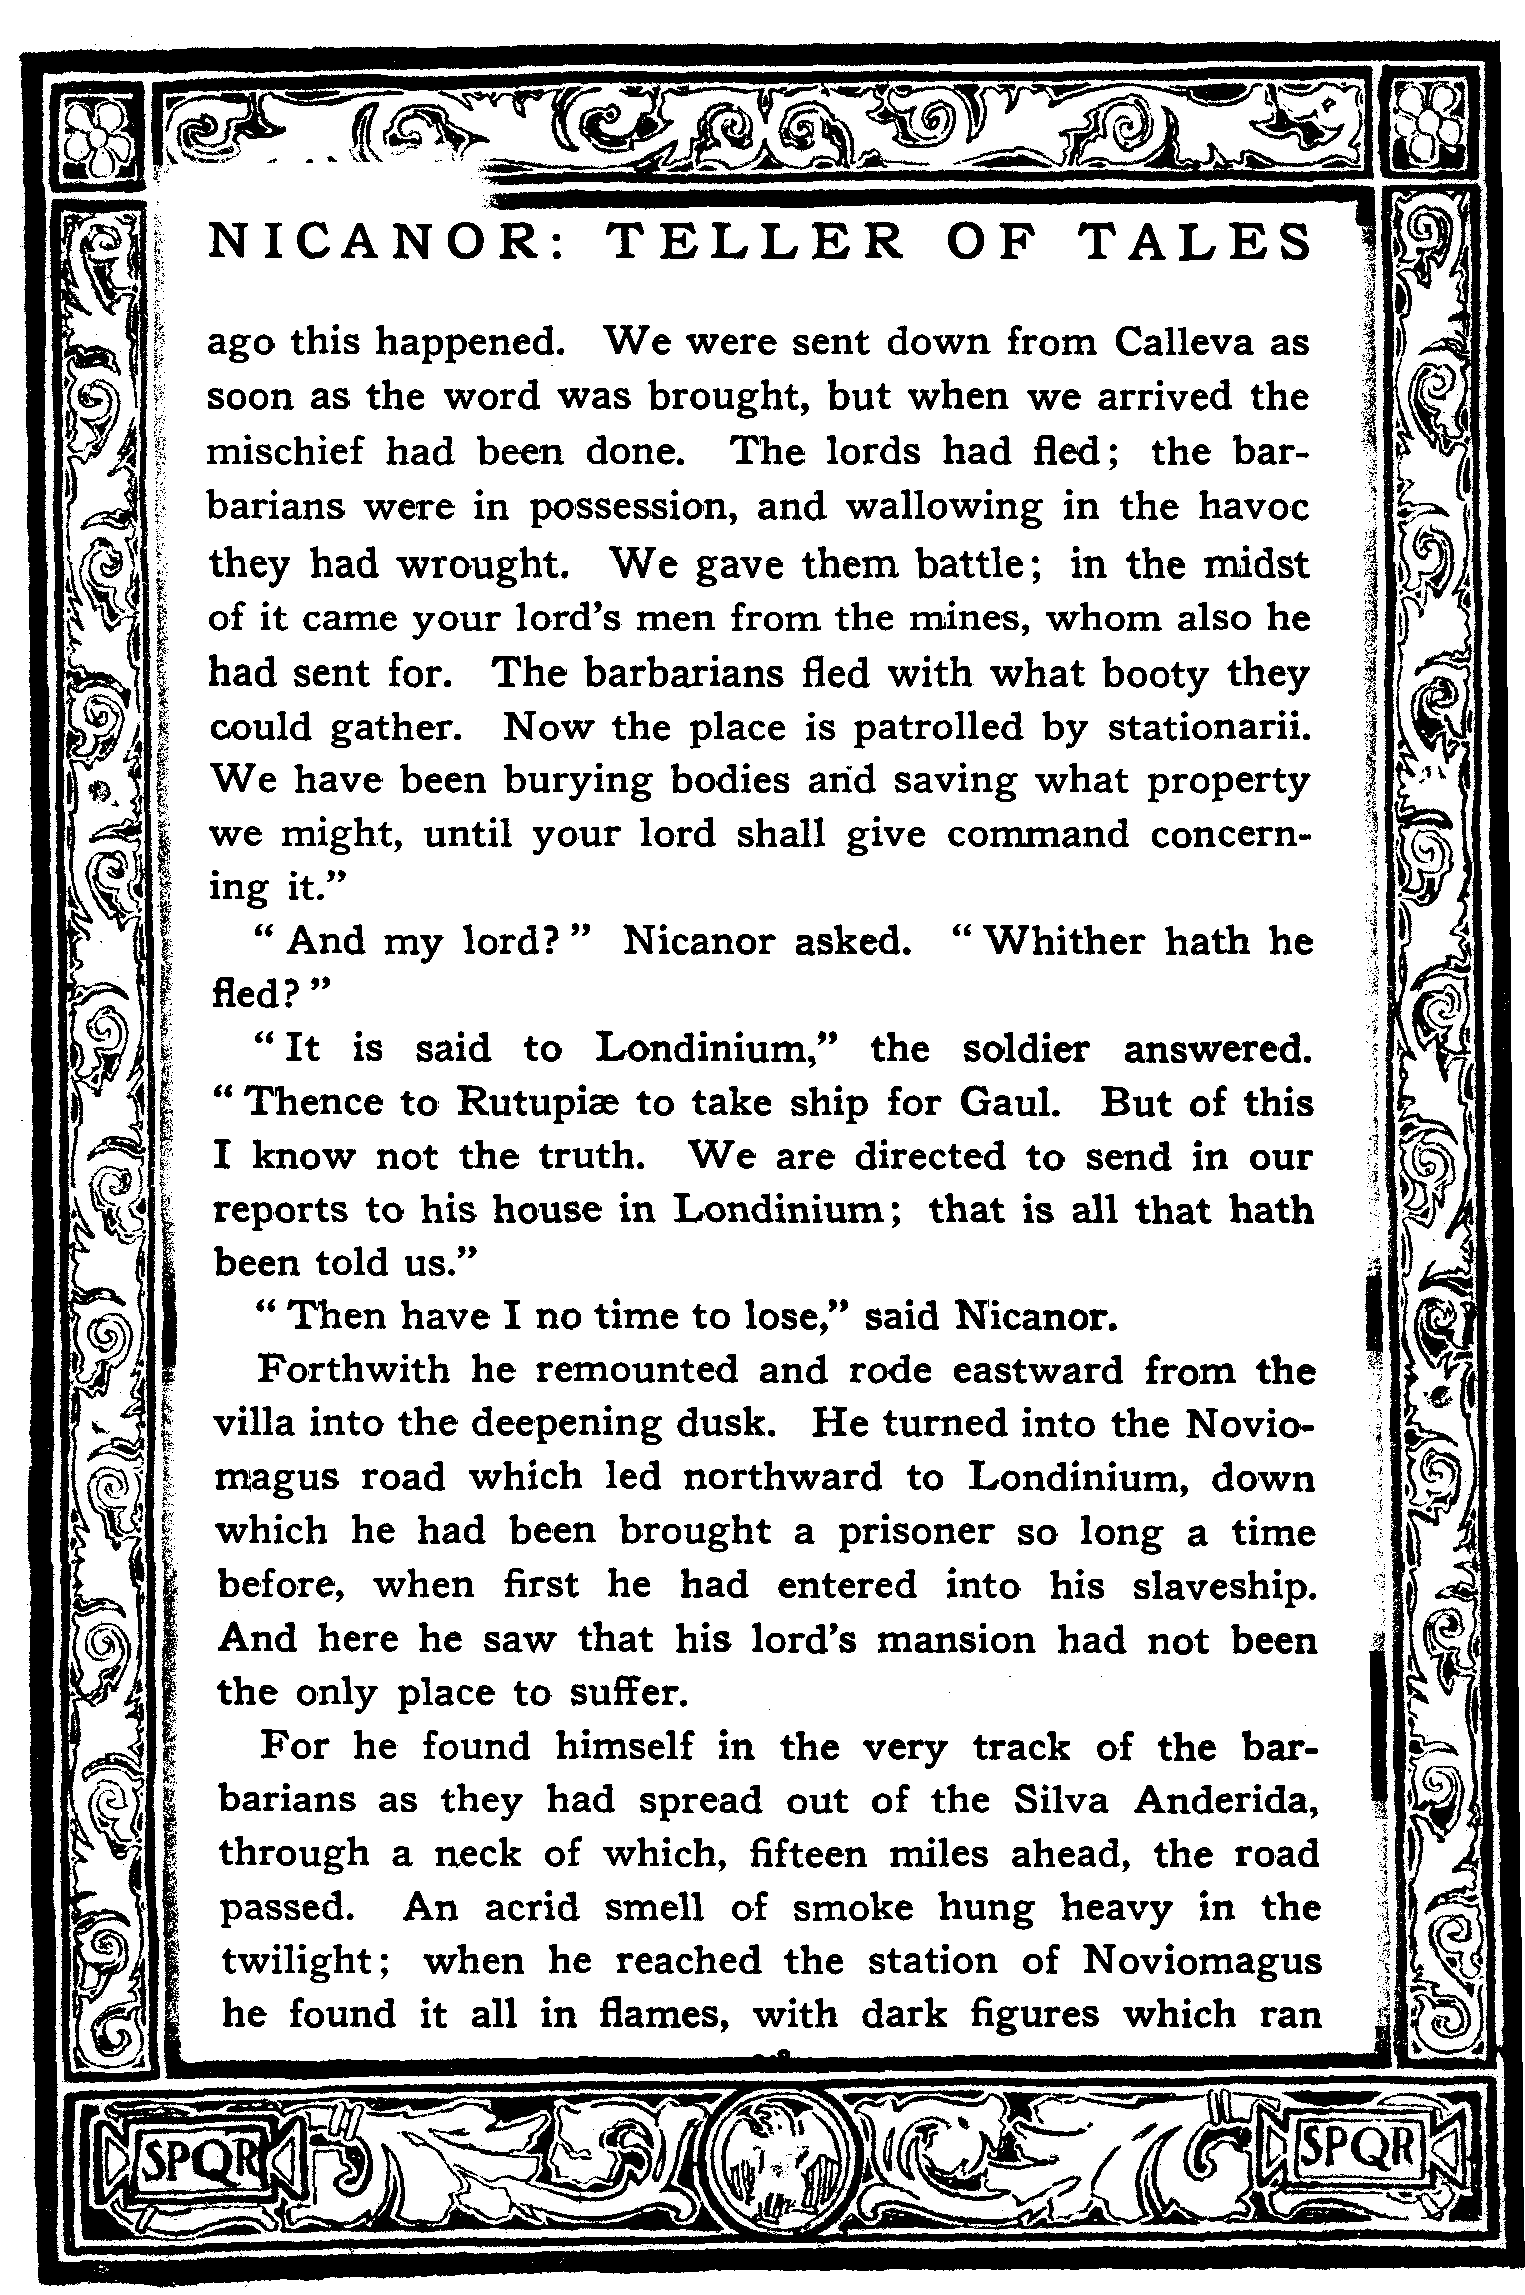 NICANOR: TELLER OF TALES
ago this happened. We were sent down from Calleva as
soon as the word was brought, but when we arrived the
mischief had been done. The lords had fled; the bar-
barians were in possession, and wallowing in the havoc
they had wrought. We gave them battle; in the midst
of it came your lord's men from the mines, whom also he
had sent for. The barbarians fled with what booty they
could gather. Now the place is patrolled by stationarii.
We have been burying bodies and saving what property
we might, until your lord shall give command concern-
ing it.”
“And my lord?” Nicanor asked. “Whither hath he
fled?”
“It is said to Londinium,” the soldier answered.
“Thence to Rutupiæ to take ship for Gaul. But of this
I know not the truth. We are directed to send in our
reports to his house in Londinium; that is all that hath
been told us.”
“Then have I no time to lose,” said Nicanor.
Forthwith he remounted and rode eastward from the
villa into the deepening dusk. He turned into the Novio-
magus road which led northward to Londinium, down
which he had been brought a prisoner so long a time
before, when first he had entered into his slaveship.
And here he saw that his lord's mansion had not been
the only place to suffer.
For he found himself in the very track of the bar-
barians as they had spread out of the Silva Anderida,
through a neck of which, fifteen miles ahead, the road
passed. An acrid smell of smoke hung heavy in the
twilight; when he reached the station of Noviomagus
he found it all in flames, with dark figures which ran
SPQR SPQR